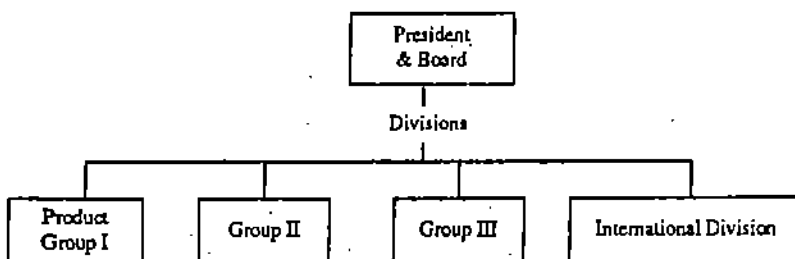 President
& Board
Divisions
Product
Group I
Group II
Group III
International Division